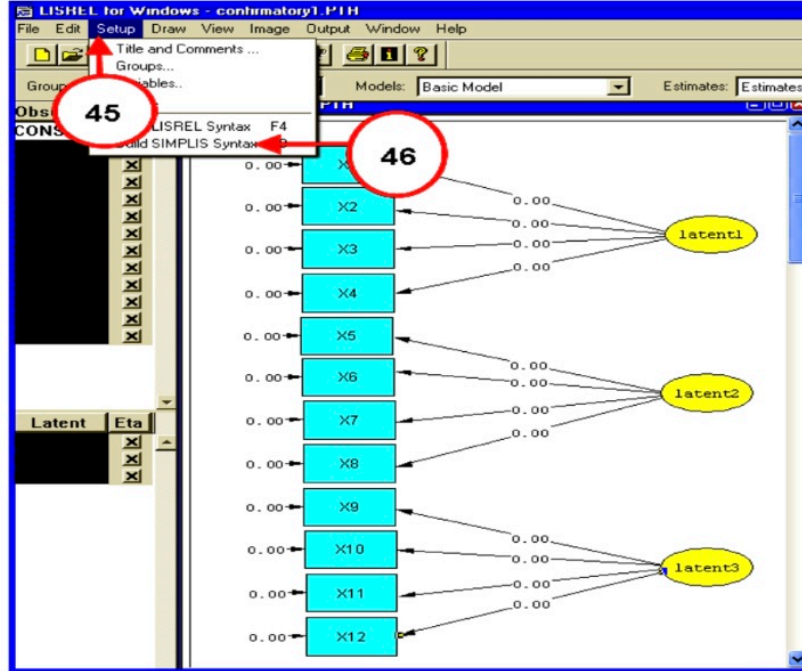 LISREL for Windows - confirmatory1.PTH
File Edit Setup Draw View Image Output Window Help
Title and Comments ...
Groups...
Models: Basic Model Estimates: Estimates
45
LISREL Syntax F4
SIMPLIS Syntax
46
Latent Eta
0.00 X2
0.00 X3
0.00 X4
0.00 X5
0.00 X6
0.00 X7
0.00 X8
0.00 X9
0.00 X10
0.00 X11
0.00 X12
0.00
0.00
0.00
0.00
0.00
latent1
0.00
0.00
0.00
0.00
latent2
0.00
0.00
0.00
0.00
latent3